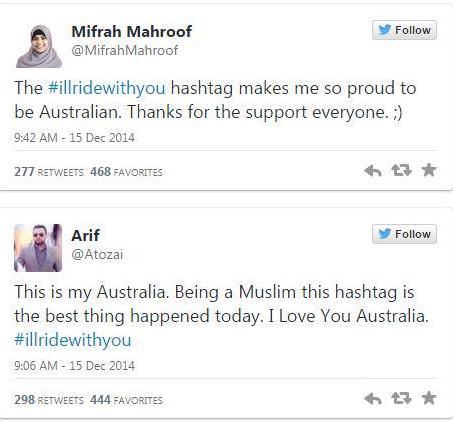 Mifrah Mahroof
@MifrahMahroof
Follow
The #illridewithyou hashtag makes me so proud to
be Australian. Thanks for the support everyone. ;)
9:42 AM - 15 Dec 2014
277 RETWEETS 468 FAVORITES
Arif
@Atozai
Follow
This is my Australia. Being a Muslim this hashtag is
the best thing happened today. I Love You Australia.
#illridewithyou
9:06 AM - 15 Dec 2014
298 RETWEETS 444 FAVORITES